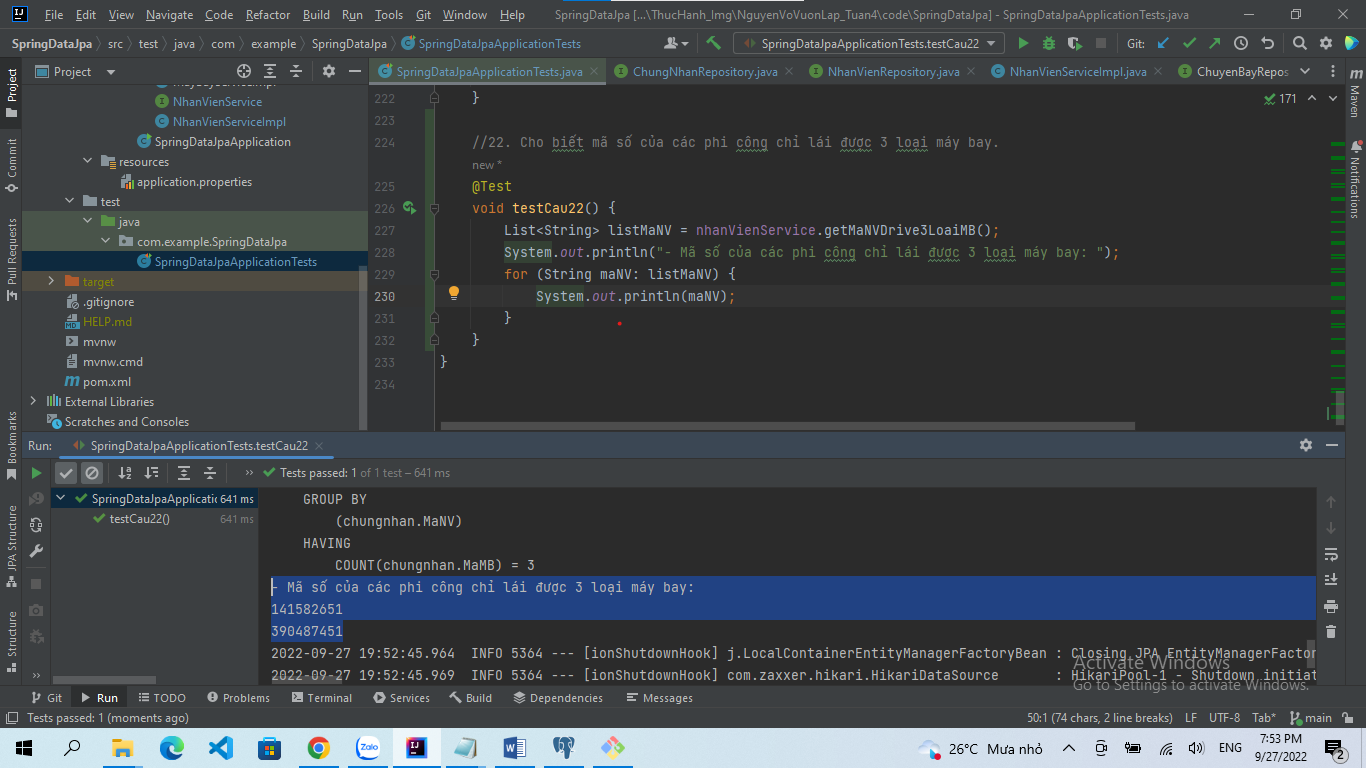 File Edit View Navigate Code Refactor Build Run Tools Git Window Help SpringDataJpa [...\ThucHanh_Img\NguyenVoVuonLap_Tuan4\code\SpringDataJpa] - SpringDataJpaApplicationTests.java
SpringDataJpa src test java com example SpringDataJpa SpringDataJpaApplicationTests SpringDataJpaApplicationTests.testCau22 Git:
Project
Commit
Pull Requests
Bookmarks
JPA Structure
Structure
Project
NhanVienService
NhanVienServiceImpl
SpringDataJpaApplication
resources
application.properties
test
java
com.example.SpringDataJpa
SpringDataJpaApplicationTests
target
.gitignore
HELP.md
mvnw
mvnw.cmd
pom.xml
External Libraries
Scratches and Consoles
SpringDataJpaApplicationTests.java ChungNhanRepository.java NhanVienRepository.java NhanVienServiceImpl.java ChuyenBayRepos
171
222 }
223
224 //22. Cho biết mã số của các phi công chỉ lái được 3 loại máy bay.
new *
225 @Test
226 void testCau22() {
227 List<String> listMaNV = nhanVienService.getMaNVDrive3LoaiMB();
228 System.out.println("- Mã số của các phi công chỉ lái được 3 loại máy bay: ");
229 for (String maNV: listMaNV) {
230 System.out.println(maNV);
231 }
232 }
233 }
234
Maven
Notifications
Run: SpringDataJpaApplicationTests.testCau22
Tests passed: 1 of 1 test – 641 ms
SpringDataJpaApplicatic 641 ms
testCau22() 641 ms
GROUP BY
(chungnhan.MaNV)
HAVING
COUNT(chungnhan.MaMB) = 3
- Mã số của các phi công chỉ lái được 3 loại máy bay:
141582651
390487451
2022-09-27 19:52:45.964 INFO 5364 --- [ionShutdownHook] j.LocalContainerEntityManagerFactoryBean : Closing JPA EntityManagerFactor
2022-09-27 19:52:45.969 INFO 5364 --- [ionShutdownHook] com.zaxxer.hikari.HikariDataSource : HikariPool-1 - Shutdown initiat
Activate Windows
Go to Settings to activate Windows.
Git Run TODO Problems Terminal Services Build Dependencies Messages
Tests passed: 1 (moments ago) 50:1 (74 chars, 2 line breaks) LF UTF-8 Tab* main
Zalo
26°C Mưa nhỏ ENG 7:53 PM
9/27/2022
2